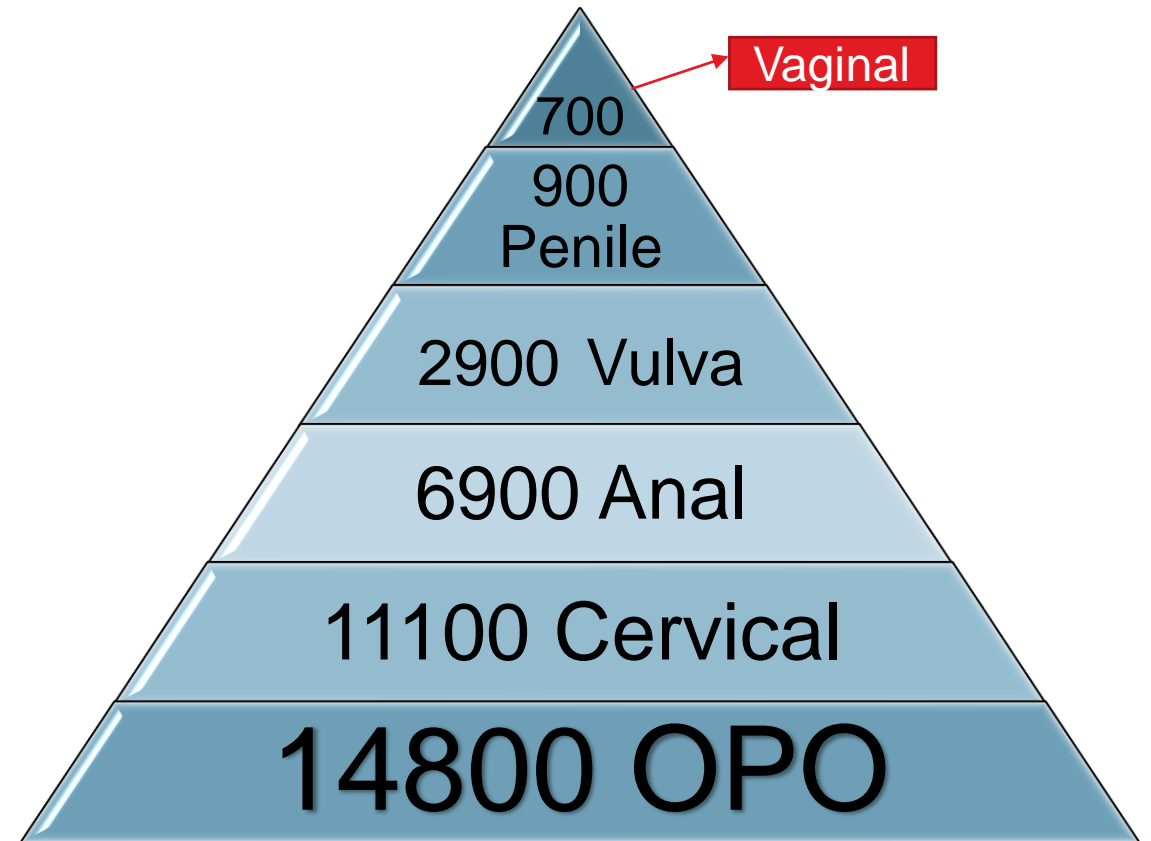 Vaginal
700
900
Penile
2900 Vulva
6900 Anal
11100 Cervical
14800 OPO